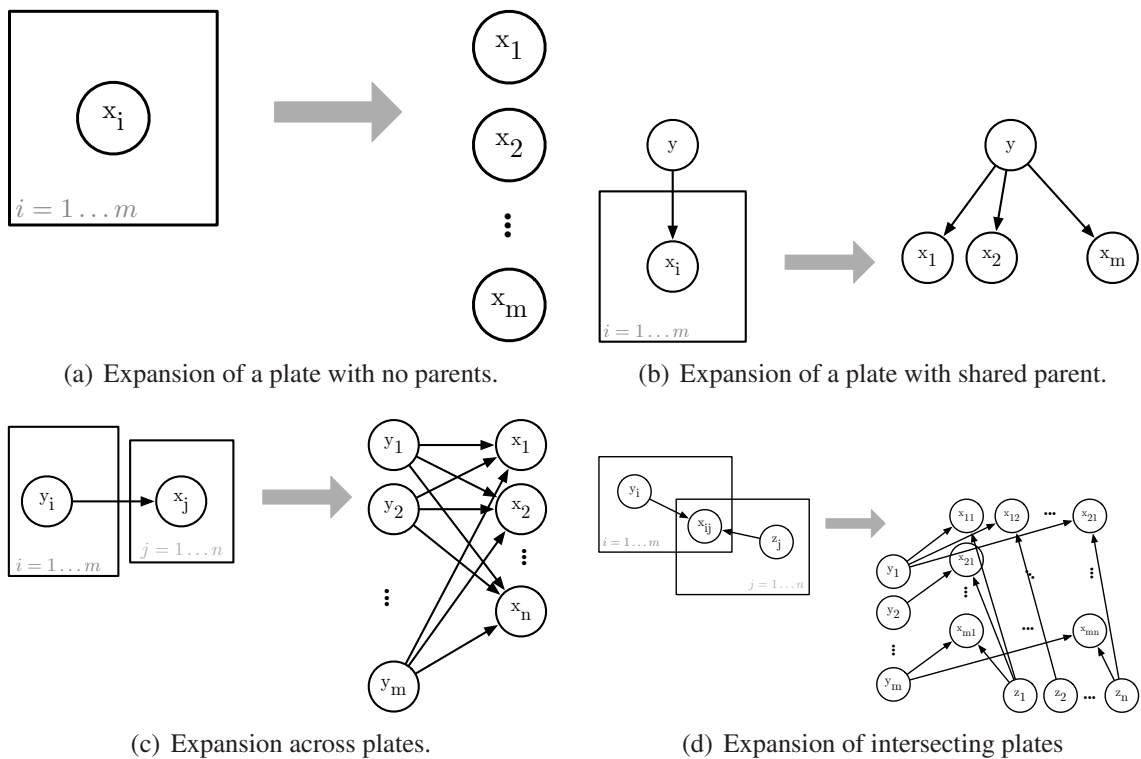 x_i
i = 1 … m
x_1
x_2
⋮
x_m
(a) Expansion of a plate with no parents.
y
x_i
i = 1 … m
y
x_1 x_2 x_m
(b) Expansion of a plate with shared parent.
y_i
i = 1 … m
x_j
j = 1 … n
y_1 x_1
y_2 x_2
⋮ ⋮
x_n
y_m
(c) Expansion across plates.
y_i
x_ij
i = 1 … m
z_j
j = 1 … n
x_11 x_12 … x_21
y_1 x_21
y_2 ⋮ ⋱ ⋮
x_m1 … x_mn
⋮
y_m z_1 z_2 … z_n
(d) Expansion of intersecting plates